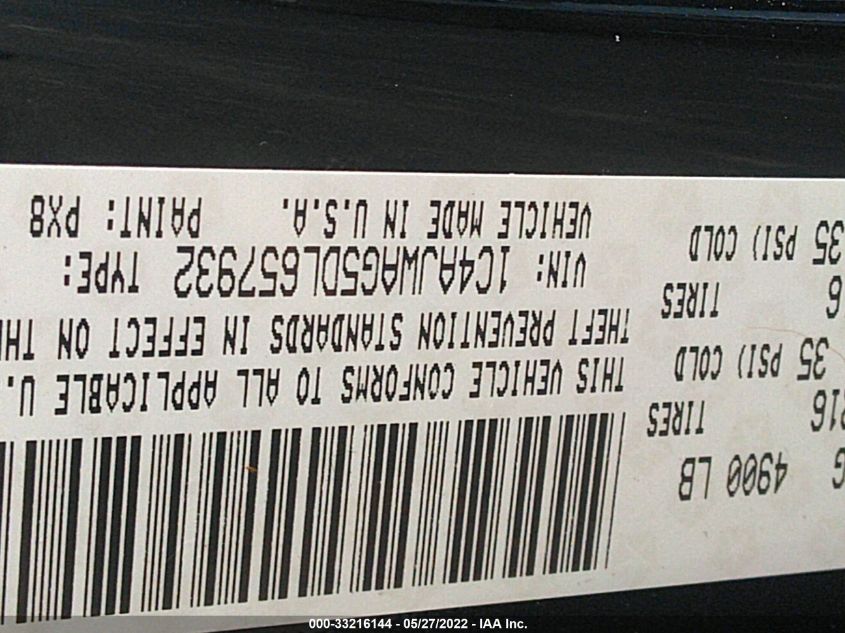 G 4900 LB
TIRES
35 PSI) COLD
6 TIRES
35 PSI) COLD
THIS VEHICLE CONFORMS TO ALL APPLICABLE U.
THEFT PREVENTION STANDARDS IN EFFECT ON THE
VIN: 1C4AJWAG5DL657932 TYPE:
VEHICLE MADE IN U.S.A. PAINT: PX8
000-33216144 - 05/27/2022 - IAA Inc.